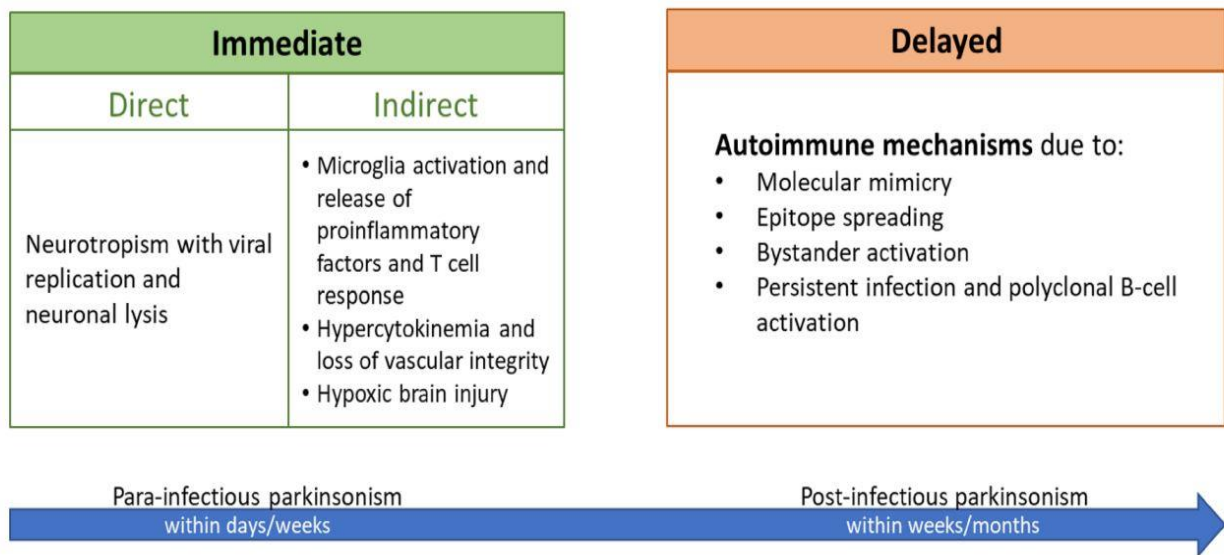 Immediate
Direct
Indirect
Neurotropism with viral
replication and
neuronal lysis
• Microglia activation and
release of
proinflammatory
factors and T cell
response
• Hypercytokinemia and
loss of vascular integrity
• Hypoxic brain injury
Delayed
Autoimmune mechanisms due to:
• Molecular mimicry
• Epitope spreading
• Bystander activation
• Persistent infection and polyclonal B-cell
activation
Para-infectious parkinsonism
within days/weeks
Post-infectious parkinsonism
within weeks/months